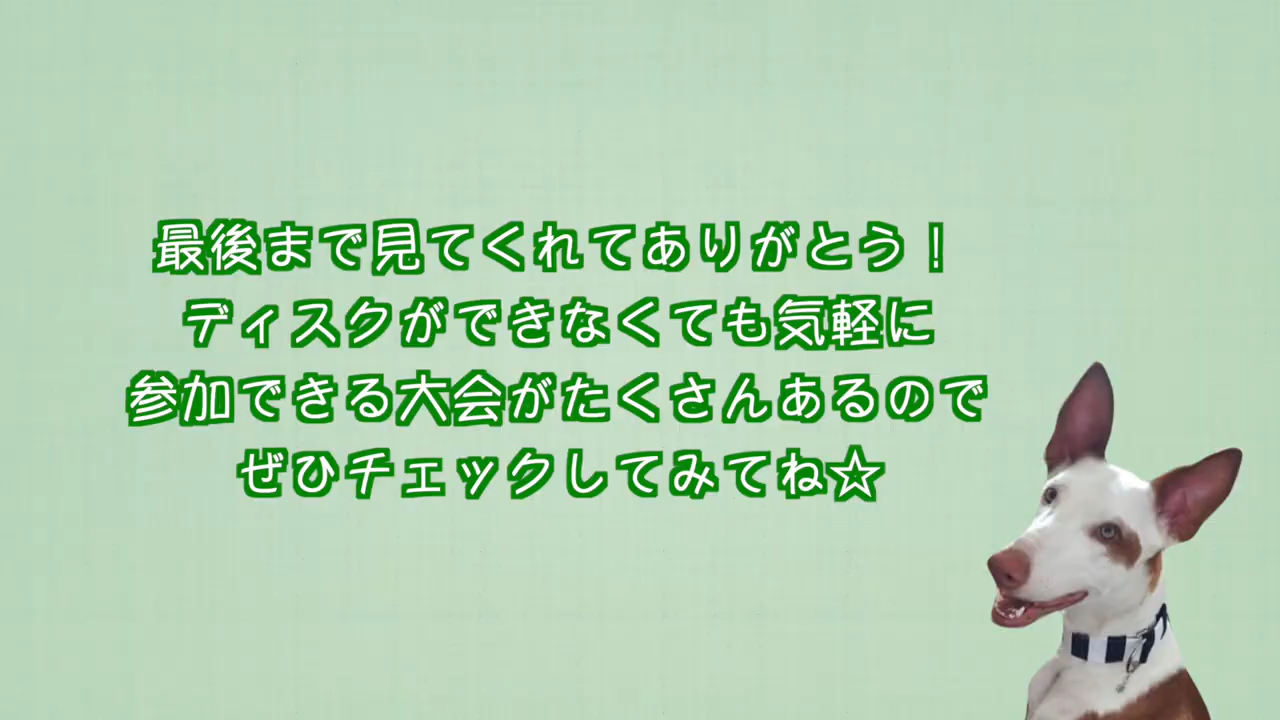 最後まで見てくれてありがとう！
ディスクができなくても気軽に
参加できる大会がたくさんあるので
ぜひチェックしてみてね☆